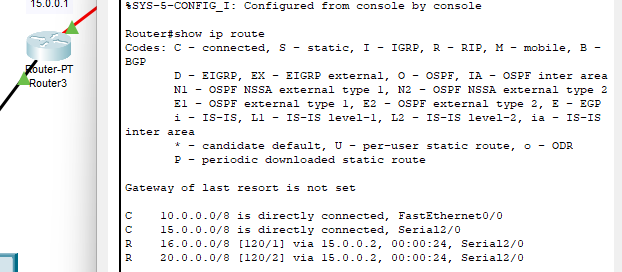 15.0.0.1
Router-PT
Router3
%SYS-5-CONFIG_I: Configured from console by console
Router#show ip route
Codes: C - connected, S - static, I - IGRP, R - RIP, M - mobile, B -
BGP
D - EIGRP, EX - EIGRP external, O - OSPF, IA - OSPF inter area
N1 - OSPF NSSA external type 1, N2 - OSPF NSSA external type 2
E1 - OSPF external type 1, E2 - OSPF external type 2, E - EGP
i - IS-IS, L1 - IS-IS level-1, L2 - IS-IS level-2, ia - IS-IS
inter area
* - candidate default, U - per-user static route, o - ODR
P - periodic downloaded static route
Gateway of last resort is not set
C 10.0.0.0/8 is directly connected, FastEthernet0/0
C 15.0.0.0/8 is directly connected, Serial2/0
R 16.0.0.0/8 [120/1] via 15.0.0.2, 00:00:24, Serial2/0
R 20.0.0.0/8 [120/2] via 15.0.0.2, 00:00:24, Serial2/0